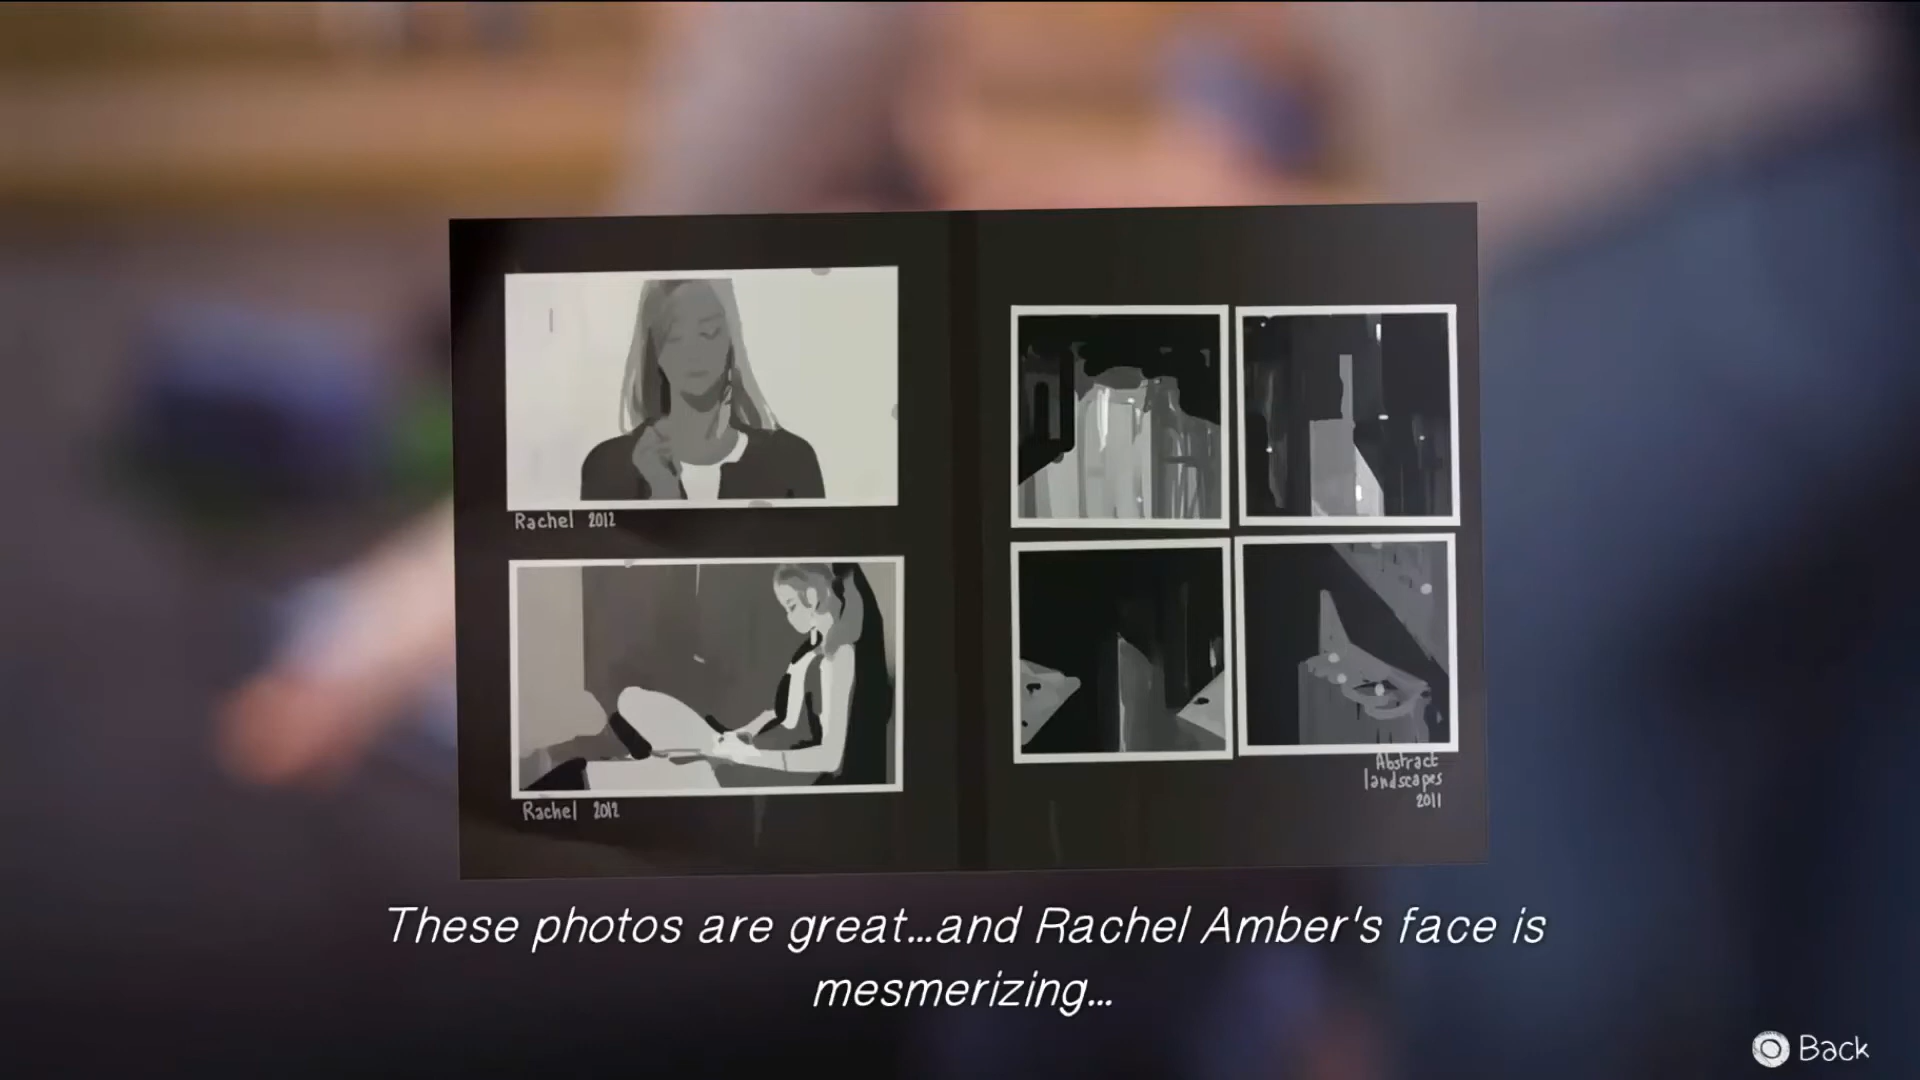 Rachel 2012
Rachel 2012
Abstract
landscapes
2011
These photos are great...and Rachel Amber's face is
mesmerizing...
Back